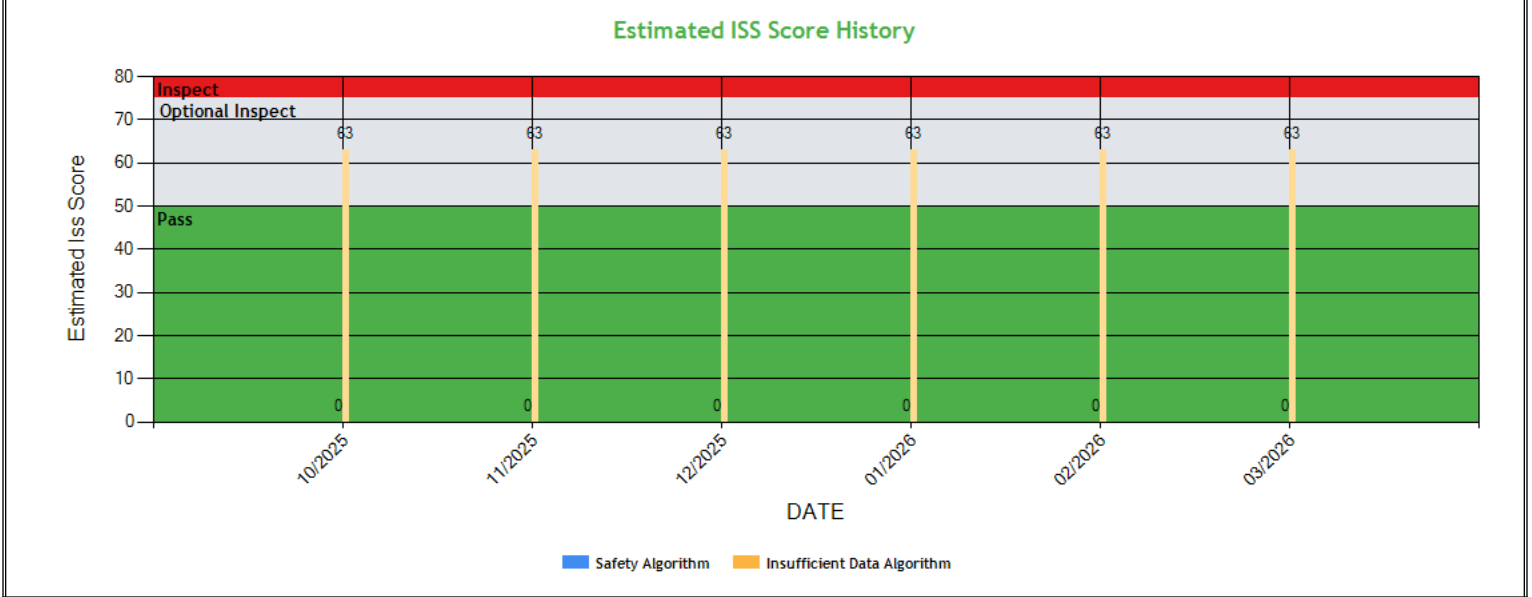 Estimated ISS Score History
80
Inspect
Optional Inspect
70
63 63 63 63 63 63
60
Estimated Iss Score
50
Pass
40
30
20
10
0 0 0 0 0 0
0
10/2025 11/2025 12/2025 01/2026 02/2026 03/2026
DATE
Safety Algorithm Insufficient Data Algorithm